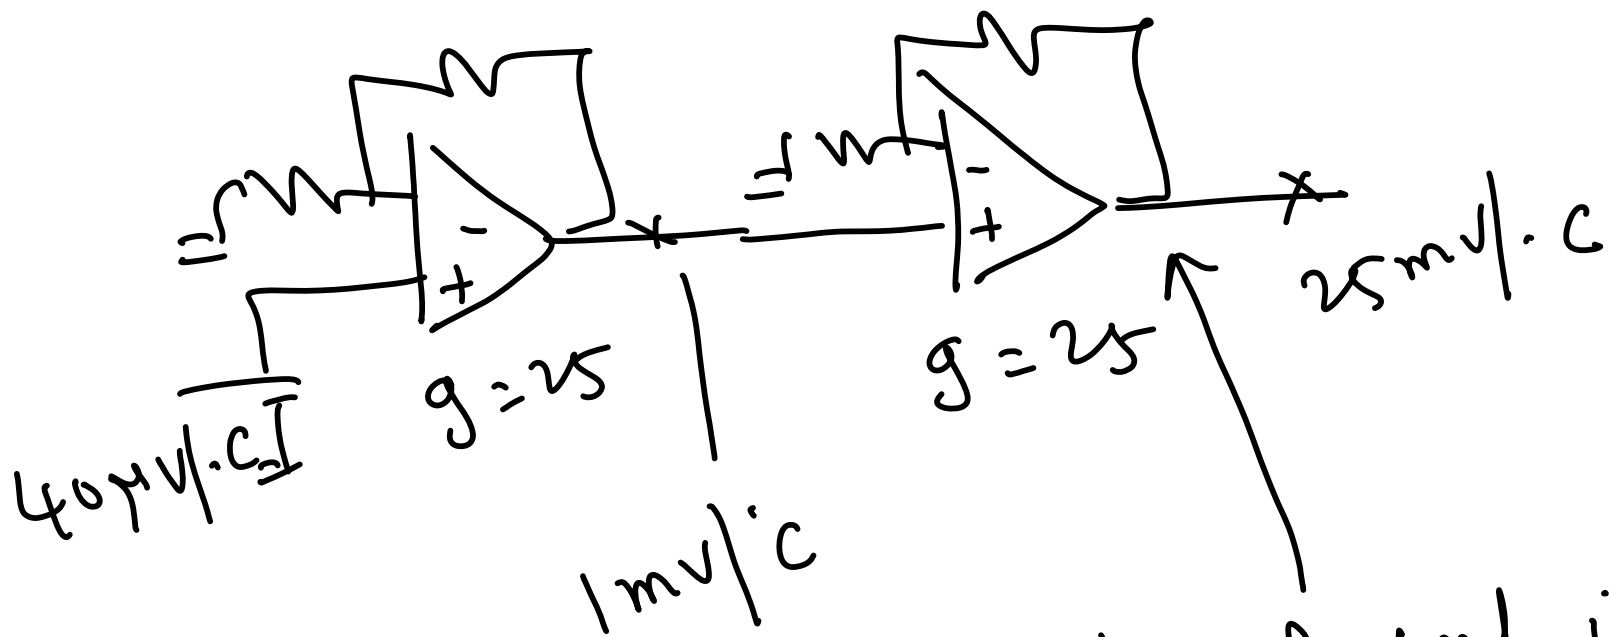 -
+
g = 25
40μV/°C
1mV/°C
-
+
g = 25
25mV/°C